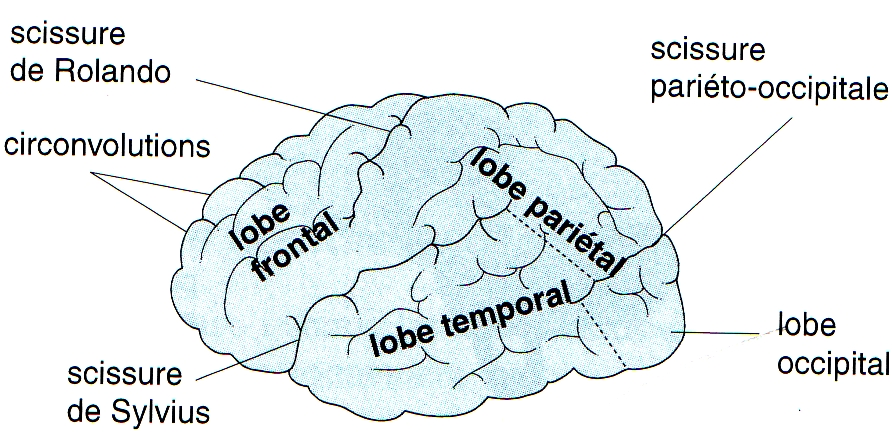 scissure
de Rolando
scissure
pariéto-occipitale
circonvolutions
lobe
frontal
lobe pariétal
lobe temporal
lobe
occipital
scissure
de Sylvius